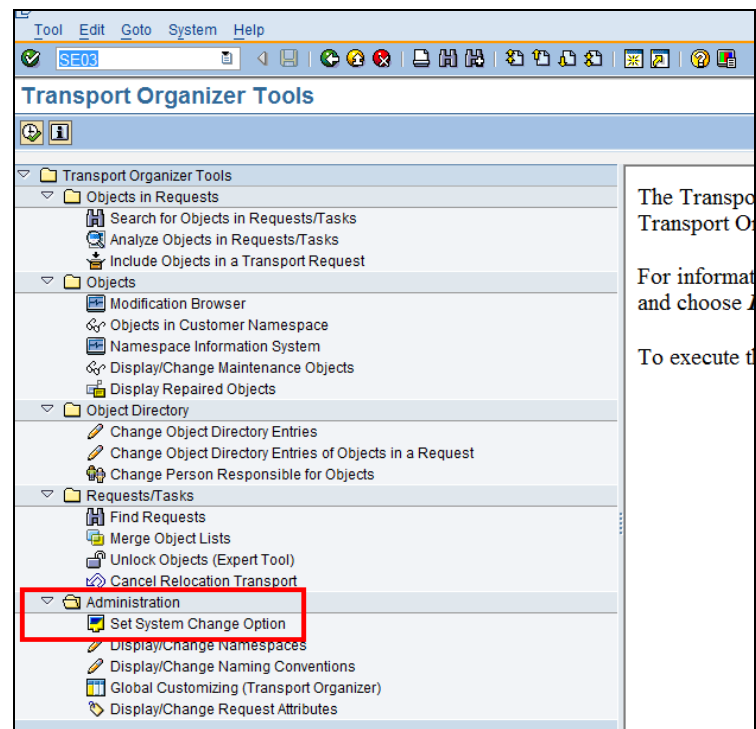 Tool Edit Goto System Help
SE03
Transport Organizer Tools
Transport Organizer Tools
Objects in Requests
Search for Objects in Requests/Tasks
Analyze Objects in Requests/Tasks
Include Objects in a Transport Request
Objects
Modification Browser
Objects in Customer Namespace
Namespace Information System
Display/Change Maintenance Objects
Display Repaired Objects
Object Directory
Change Object Directory Entries
Change Object Directory Entries of Objects in a Request
Change Person Responsible for Objects
Requests/Tasks
Find Requests
Merge Object Lists
Unlock Objects (Expert Tool)
Cancel Relocation Transport
Administration
Set System Change Option
Display/Change Namespaces
Display/Change Naming Conventions
Global Customizing (Transport Organizer)
Display/Change Request Attributes
The Transpo
Transport O
For informat
and choose
To execute t